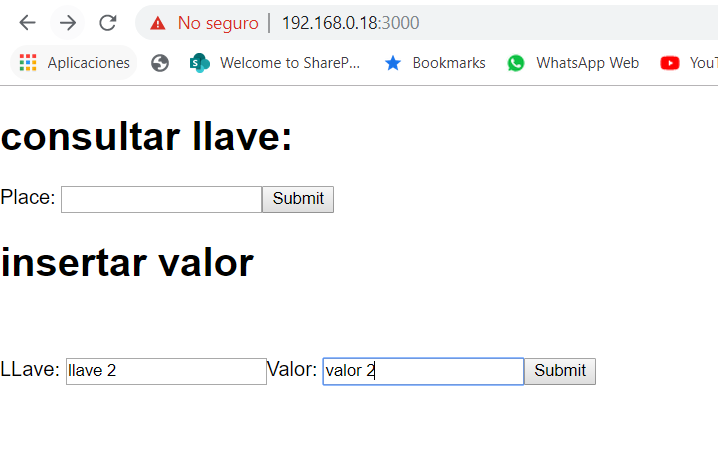 No seguro | 192.168.0.18:3000
Aplicaciones Welcome to ShareP... Bookmarks WhatsApp Web
consultar llave:
Place: Submit
insertar valor
LLave: llave 2 Valor: valor 2 Submit